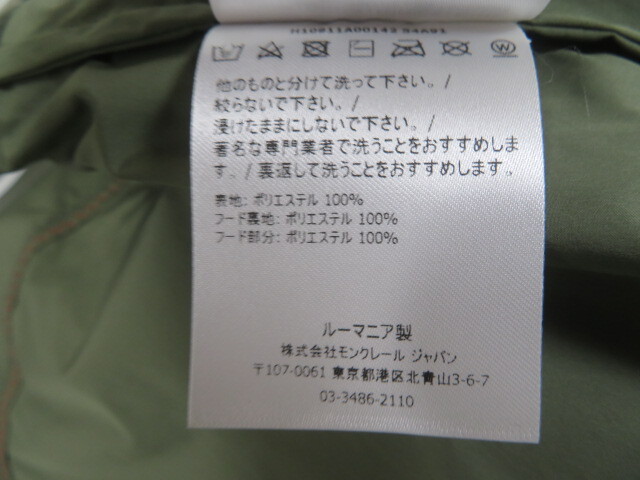 H10911A00142 94A91
他のものと分けて洗って下さい。/
絞らないで下さい。/
浸けたままにしないで下さい。/
著名な専門業者で洗うことをおすすめしま
す。/ 裏返して洗うことをおすすめします。
表地: ポリエステル 100%
フード裏地: ポリエステル 100%
フード部分: ポリエステル 100%
ルーマニア製
株式会社モンクレール ジャパン
〒107-0061 東京都港区北青山3-6-7
03-3486-2110